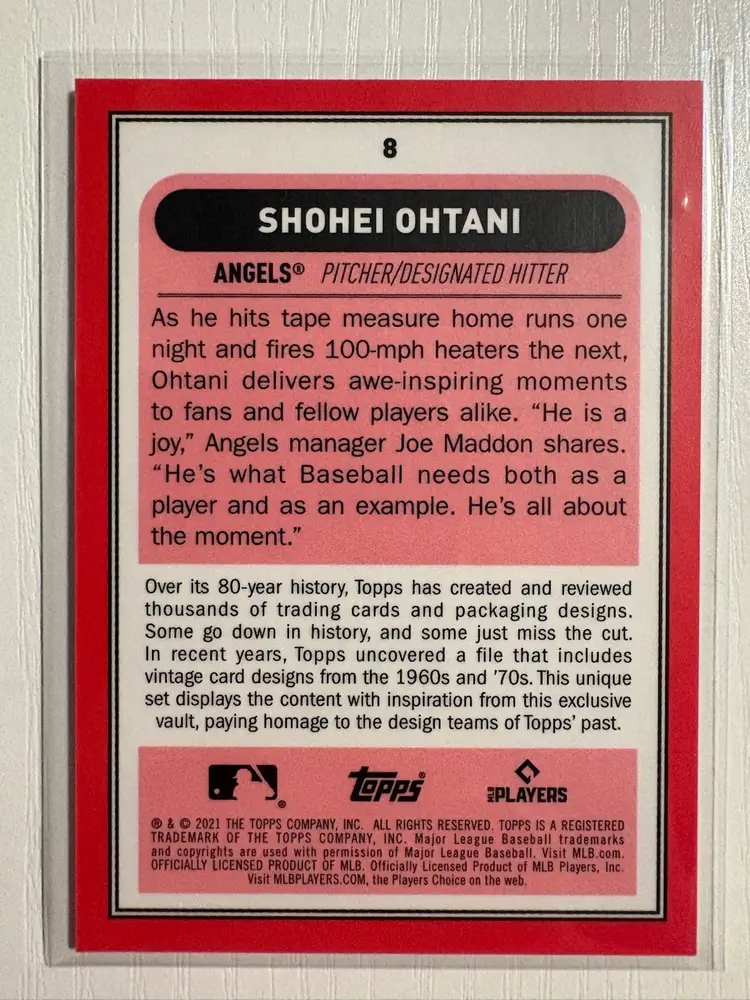 8
SHOHEI OHTANI
ANGELS® PITCHER/DESIGNATED HITTER
As he hits tape measure home runs one
night and fires 100-mph heaters the next,
Ohtani delivers awe-inspiring moments
to fans and fellow players alike. “He is a
joy,” Angels manager Joe Maddon shares.
“He’s what Baseball needs both as a
player and as an example. He’s all about
the moment.”
Over its 80-year history, Topps has created and reviewed
thousands of trading cards and packaging designs.
Some go down in history, and some just miss the cut.
In recent years, Topps uncovered a file that includes
vintage card designs from the 1960s and ’70s. This unique
set displays the content with inspiration from this exclusive
vault, paying homage to the design teams of Topps’ past.
® topps® MLB PLAYERS
® & © 2021 THE TOPPS COMPANY, INC. ALL RIGHTS RESERVED. TOPPS IS A REGISTERED
TRADEMARK OF THE TOPPS COMPANY, INC. Major League Baseball trademarks
and copyrights are used with permission of Major League Baseball. Visit MLB.com.
OFFICIALLY LICENSED PRODUCT OF MLB. Officially Licensed Product of MLB Players, Inc.
Visit MLBPLAYERS.COM, the Players Choice on the web.